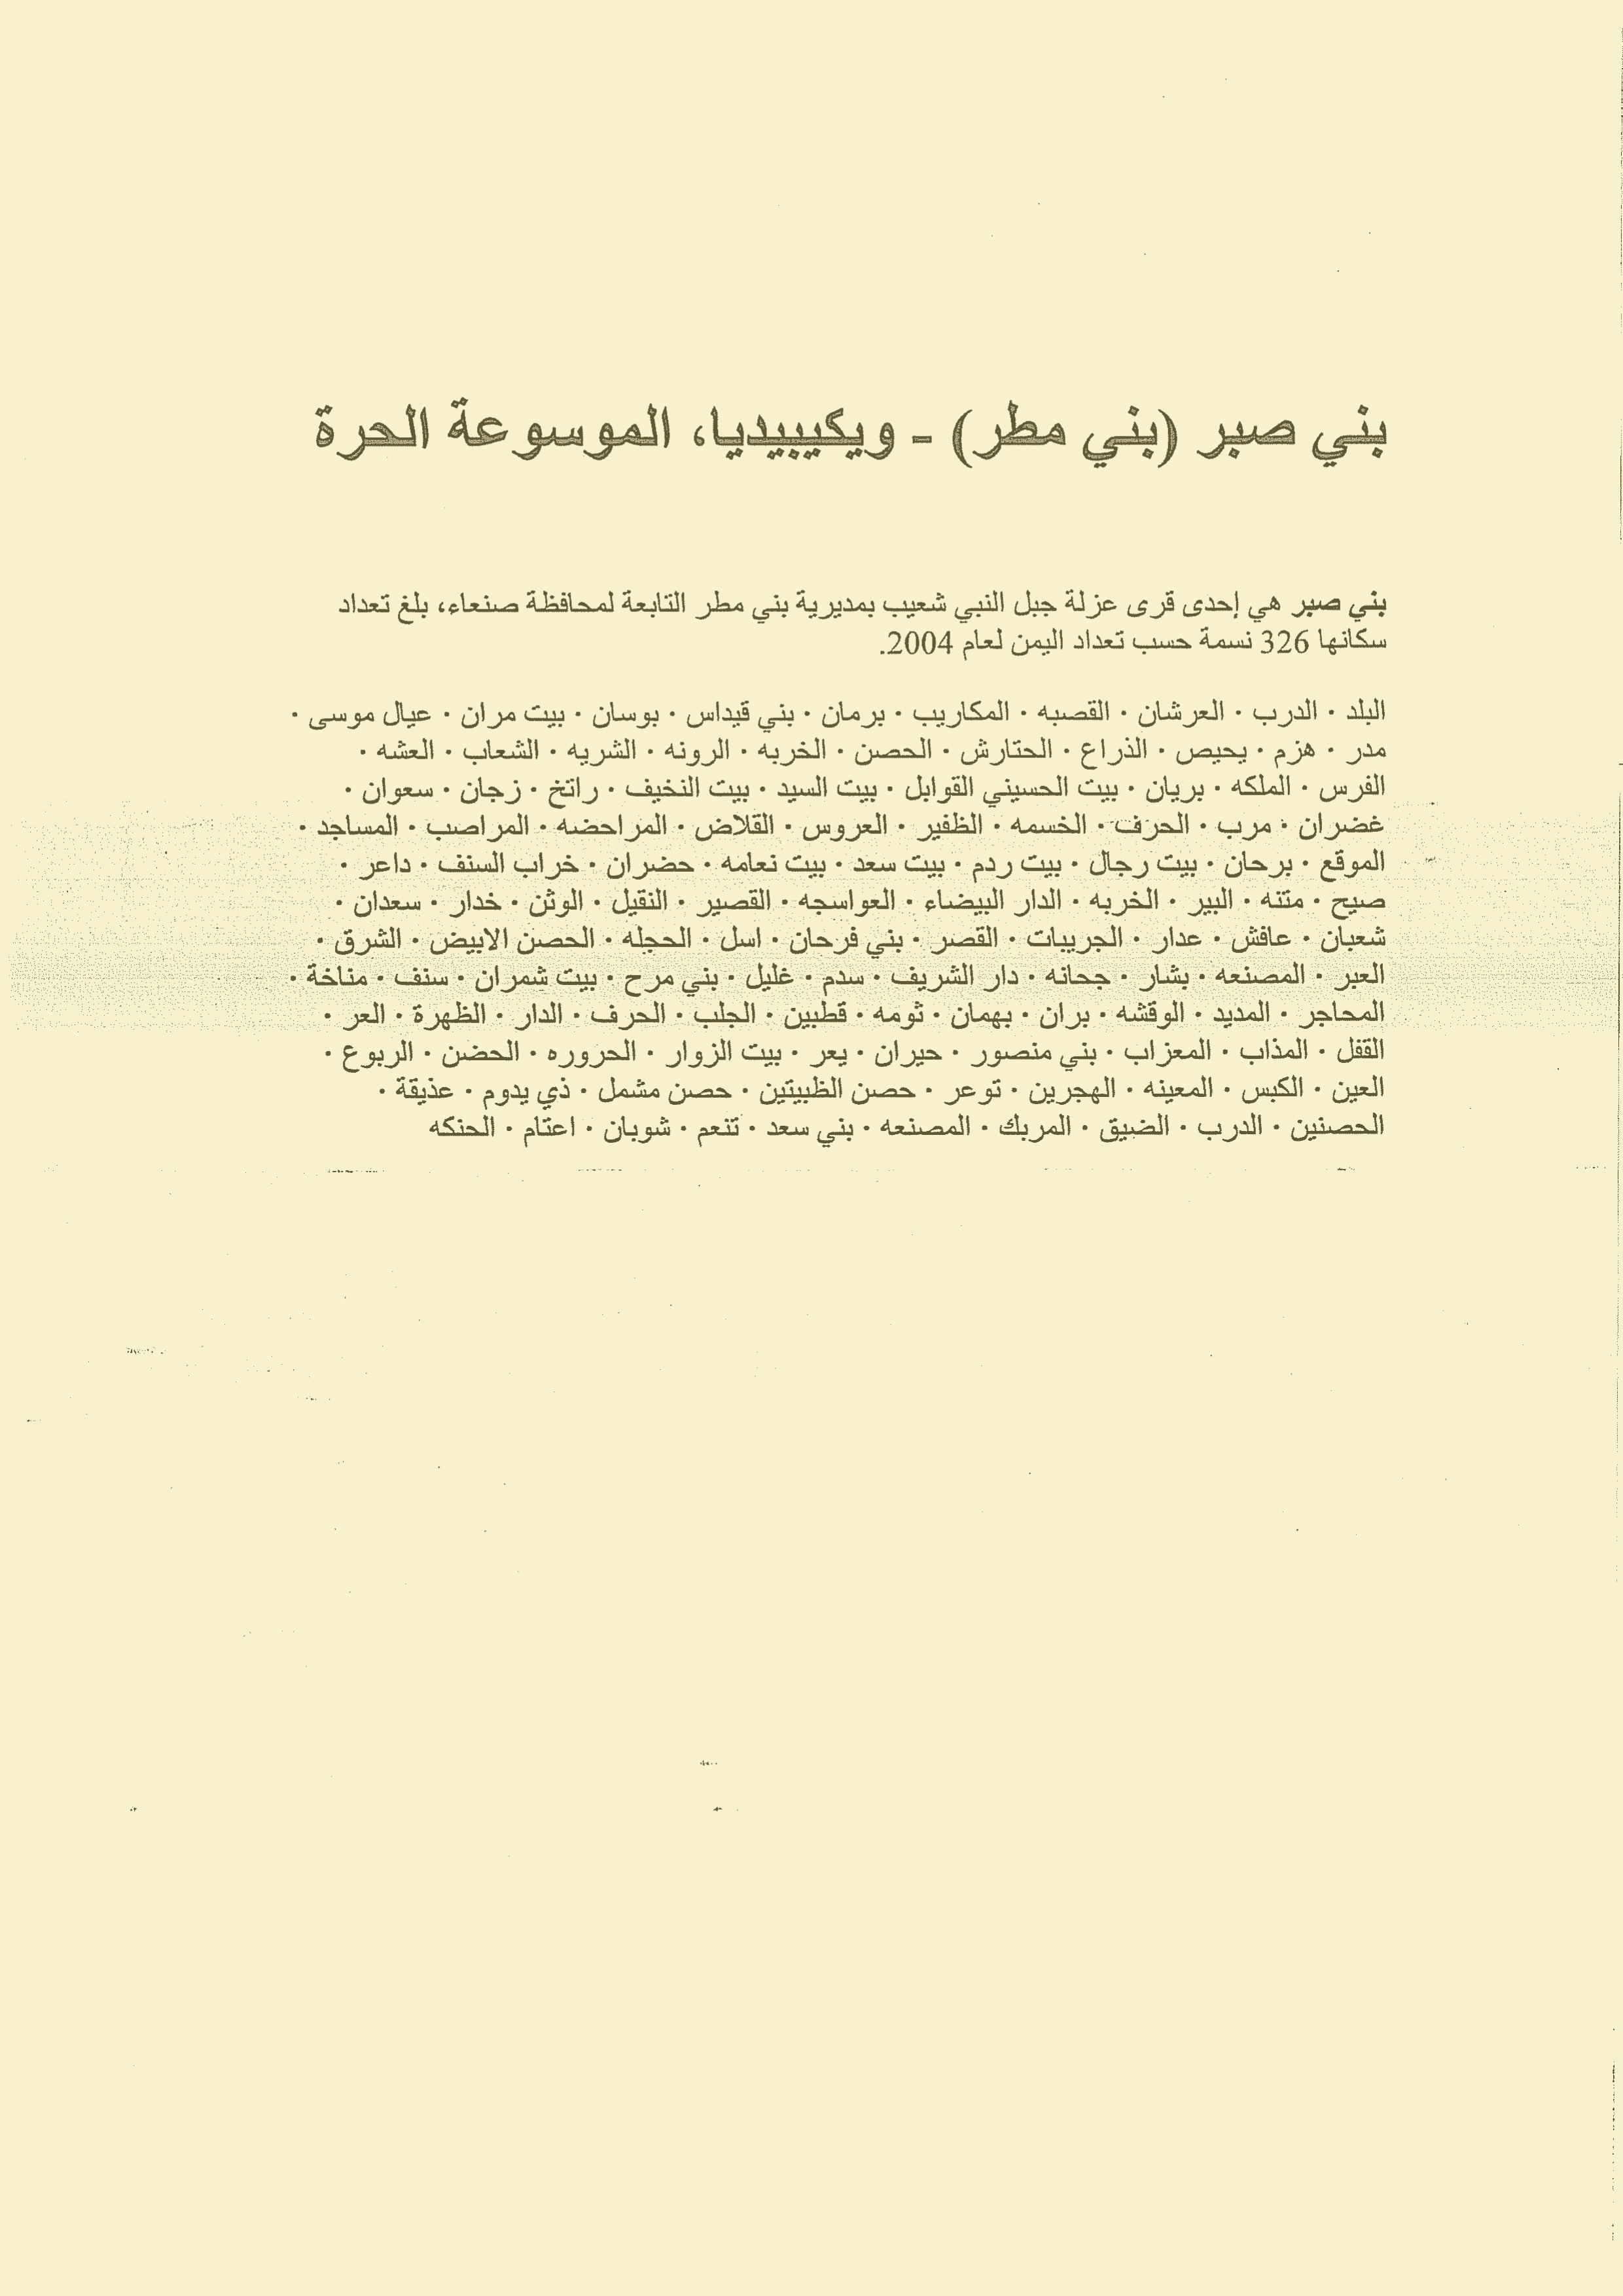 بني صبر (بني مطر) - ويكيبيديا، الموسوعة الحرة
بني صبر هي إحدى قرى عزلة جبل النبي شعيب بمديرية بني مطر التابعة لمحافظة صنعاء، بلغ تعداد
سكانها 326 نسمة حسب تعداد اليمن لعام 2004.
البلد · الدرب · العرشان · القصبه · المكاريب · برمان · بني قيداس · بوسان · بيت مران · عيال موسى ·
مدر · هزم · يحيص · الذراع · الحتارش · الحصن · الخربه · الرونه · الشريه · الشعاب · العشه ·
الفرس · الملكه · بريان · بيت الحسيني القوابل · بيت السيد · بيت النخيف · راتخ · زجان · سعوان ·
غضران · مرب · الحرف · الخسمه · الظفير · العروس · القلاض · المراحضه · المراصب · المساجد ·
الموقع · برحان · بيت رجال · بيت ردم · بيت سعد · بيت نعامه · حضران · خراب السنف · داعر ·
صيح · متنه · البير · الخربه · الدار البيضاء · العواسجه · القصير · النقيل · الوثن · خدار · سعدان ·
شعبان · عافش · عدار · الجريبات · القصر · بني فرحان · اسل · الحجله · الحصن الابيض · الشرق ·
العبر · المصنعه · بشار · جحانه · دار الشريف · سدم · غليل · بني مرح · بيت شمران · سنف · مناخة ·
المحاجر · المديد · الوقشه · بران · بهمان · ثومه · قطبين · الجلب · الحرف · الدار · الظهرة · العر ·
القفل · المذاب · المعزاب · بني منصور · حيران · يعر · بيت الزوار · الحروره · الحضن · الربوع ·
العين · الكبس · المعينه · الهجرين · توعر · حصن الظبيتين · حصن مشمل · ذي يدوم · عذيقة ·
الحصنين · الدرب · الضيق · المربك · المصنعه · بني سعد · تنعم · شوبان · اعتام · الحنكه